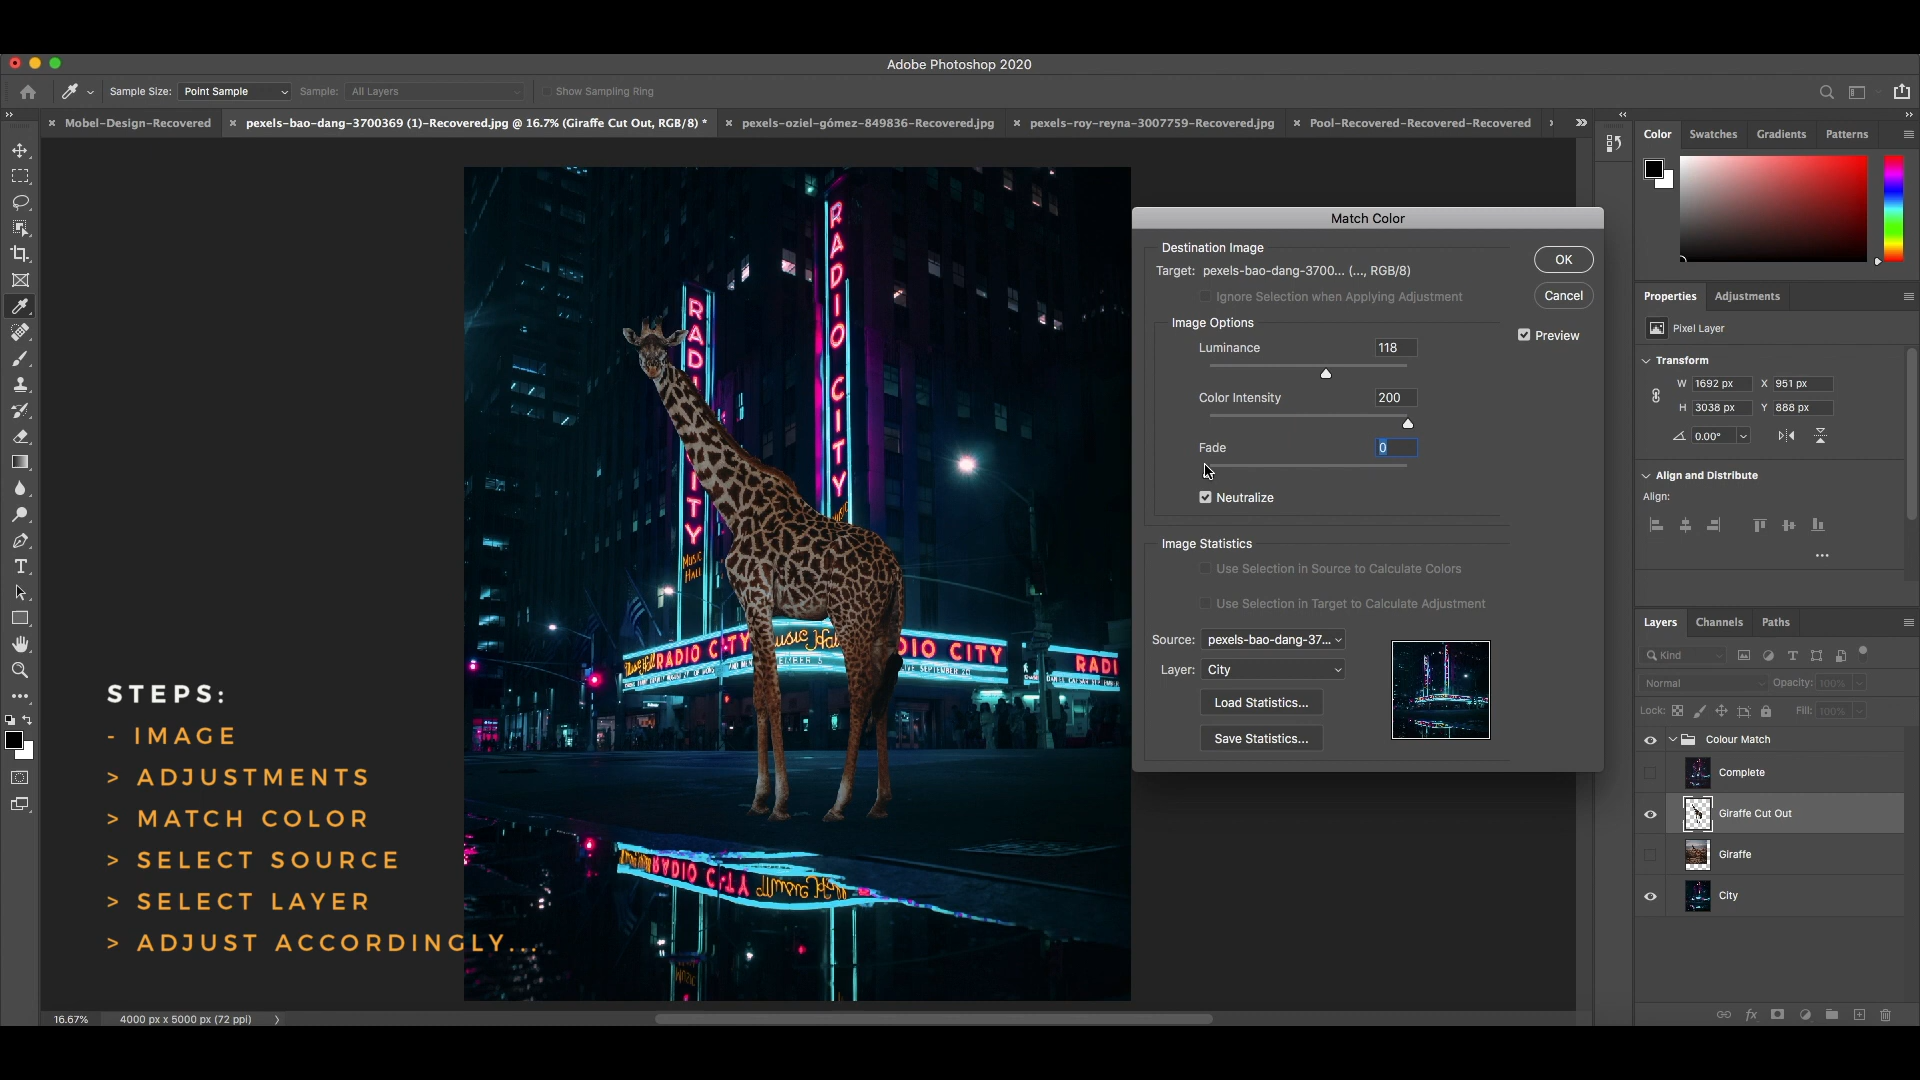 Adobe Photoshop 2020
Sample Size: Point Sample Sample: All Layers Show Sampling Ring
Mobel-Design-Recovered
pexels-bao-dang-3700369 (1)-Recovered.jpg @ 16.7% (Giraffe Cut Out, RGB/8) *
pexels-oziel-gómez-849836-Recovered.jpg
pexels-roy-reyna-3007759-Recovered.jpg
Pool-Recovered-Recovered-Recovered
Color Swatches Gradients Patterns
Match Color
Destination Image
Target: pexels-bao-dang-3700... (..., RGB/8)
Ignore Selection when Applying Adjustment
Image Options
Luminance 118
Color Intensity 200
Fade 0
Neutralize
OK
Cancel
Preview
Image Statistics
Use Selection in Source to Calculate Colors
Use Selection in Target to Calculate Adjustment
Source: pexels-bao-dang-37...
Layer: City
Load Statistics...
Save Statistics...
Properties Adjustments
Pixel Layer
Transform
W 1692 px X 951 px
H 3038 px Y 888 px
0.00°
Align and Distribute
Align:
Layers Channels Paths
Kind
Normal Opacity: 100%
Lock: Fill: 100%
Colour Match
Complete
Giraffe Cut Out
Giraffe
City
RADIO CITY
RADI
CITY
MUSIC
HALL
RADIO CITY Music Hall DIO CITY
RADI
STEPS:
- IMAGE
> ADJUSTMENTS
> MATCH COLOR
> SELECT SOURCE
> SELECT LAYER
> ADJUST ACCORDINGLY...
16.67% 4000 px x 5000 px (72 ppi)